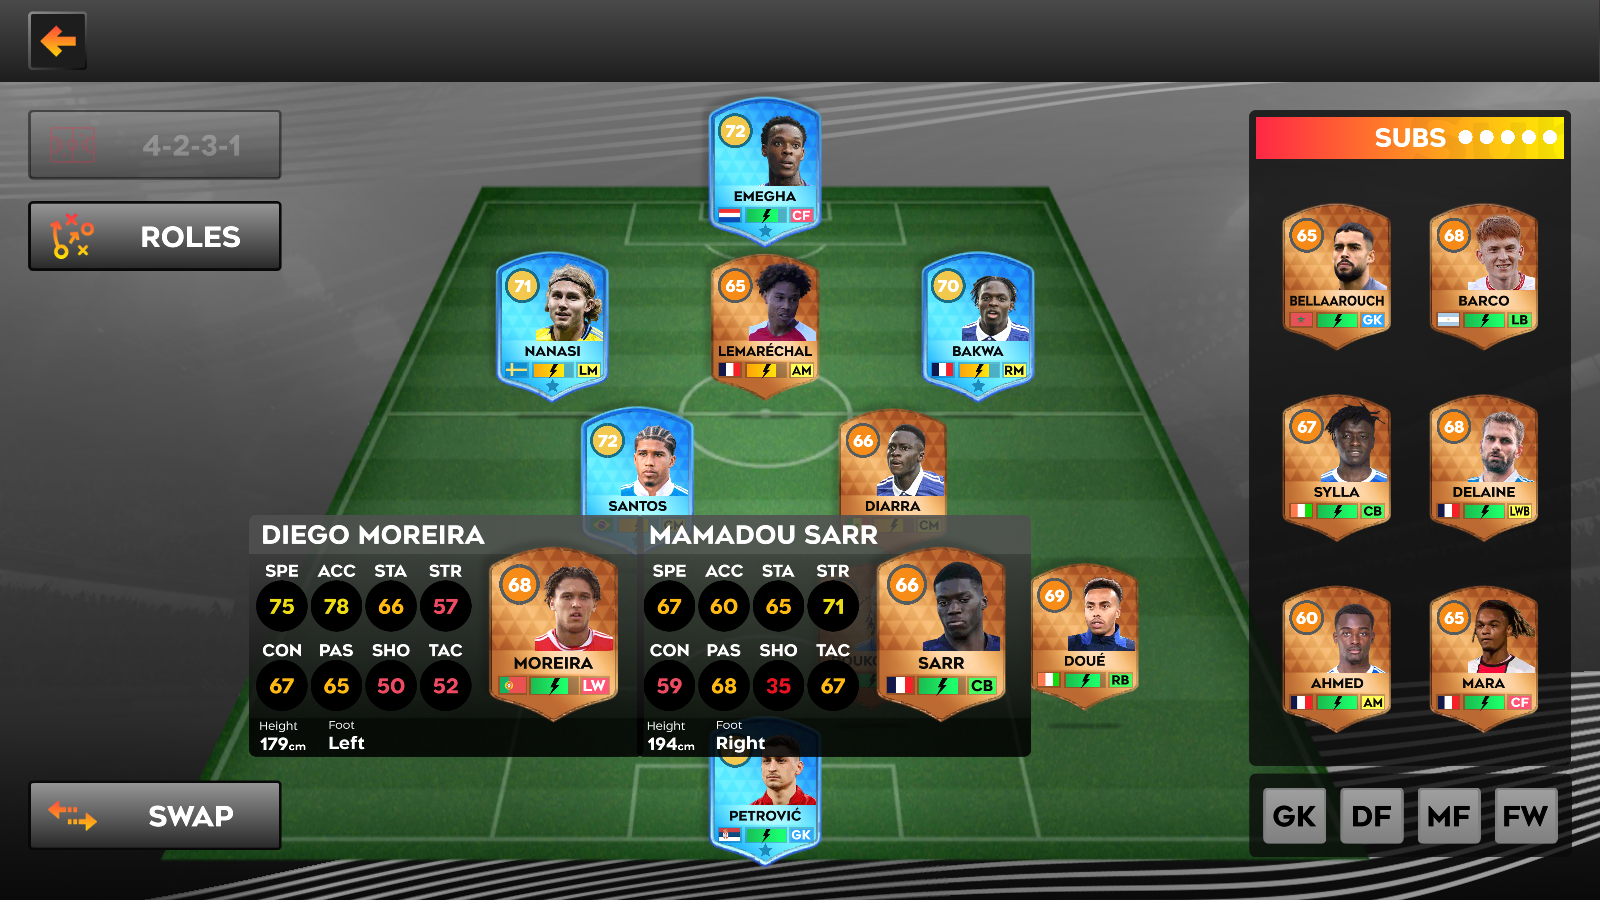 72
EMEGHA
CF
4-2-3-1
ROLES
71
NANASI
LM
65
LEMARÉCHAL
AM
70
BAKWA
RM
72
SANTOS
CM
66
DIARRA
CM
DIEGO MOREIRA
SPE ACC STA STR
75 78 66 57
CON PAS SHO TAC
67 65 50 52
Height Foot
179cm Left
68
MOREIRA
LW
MAMADOU SARR
SPE ACC STA STR
67 60 65 71
CON PAS SHO TAC
59 68 35 67
Height Foot
194cm Right
66
SARR
CB
69
DOUÉ
RB
PETROVIĆ
GK
SWAP
SUBS
65
BELLAAROUCH
GK
68
BARCO
LB
67
SYLLA
CB
68
DELAINE
LWB
60
AHMED
AM
65
MARA
CF
GK DF MF FW